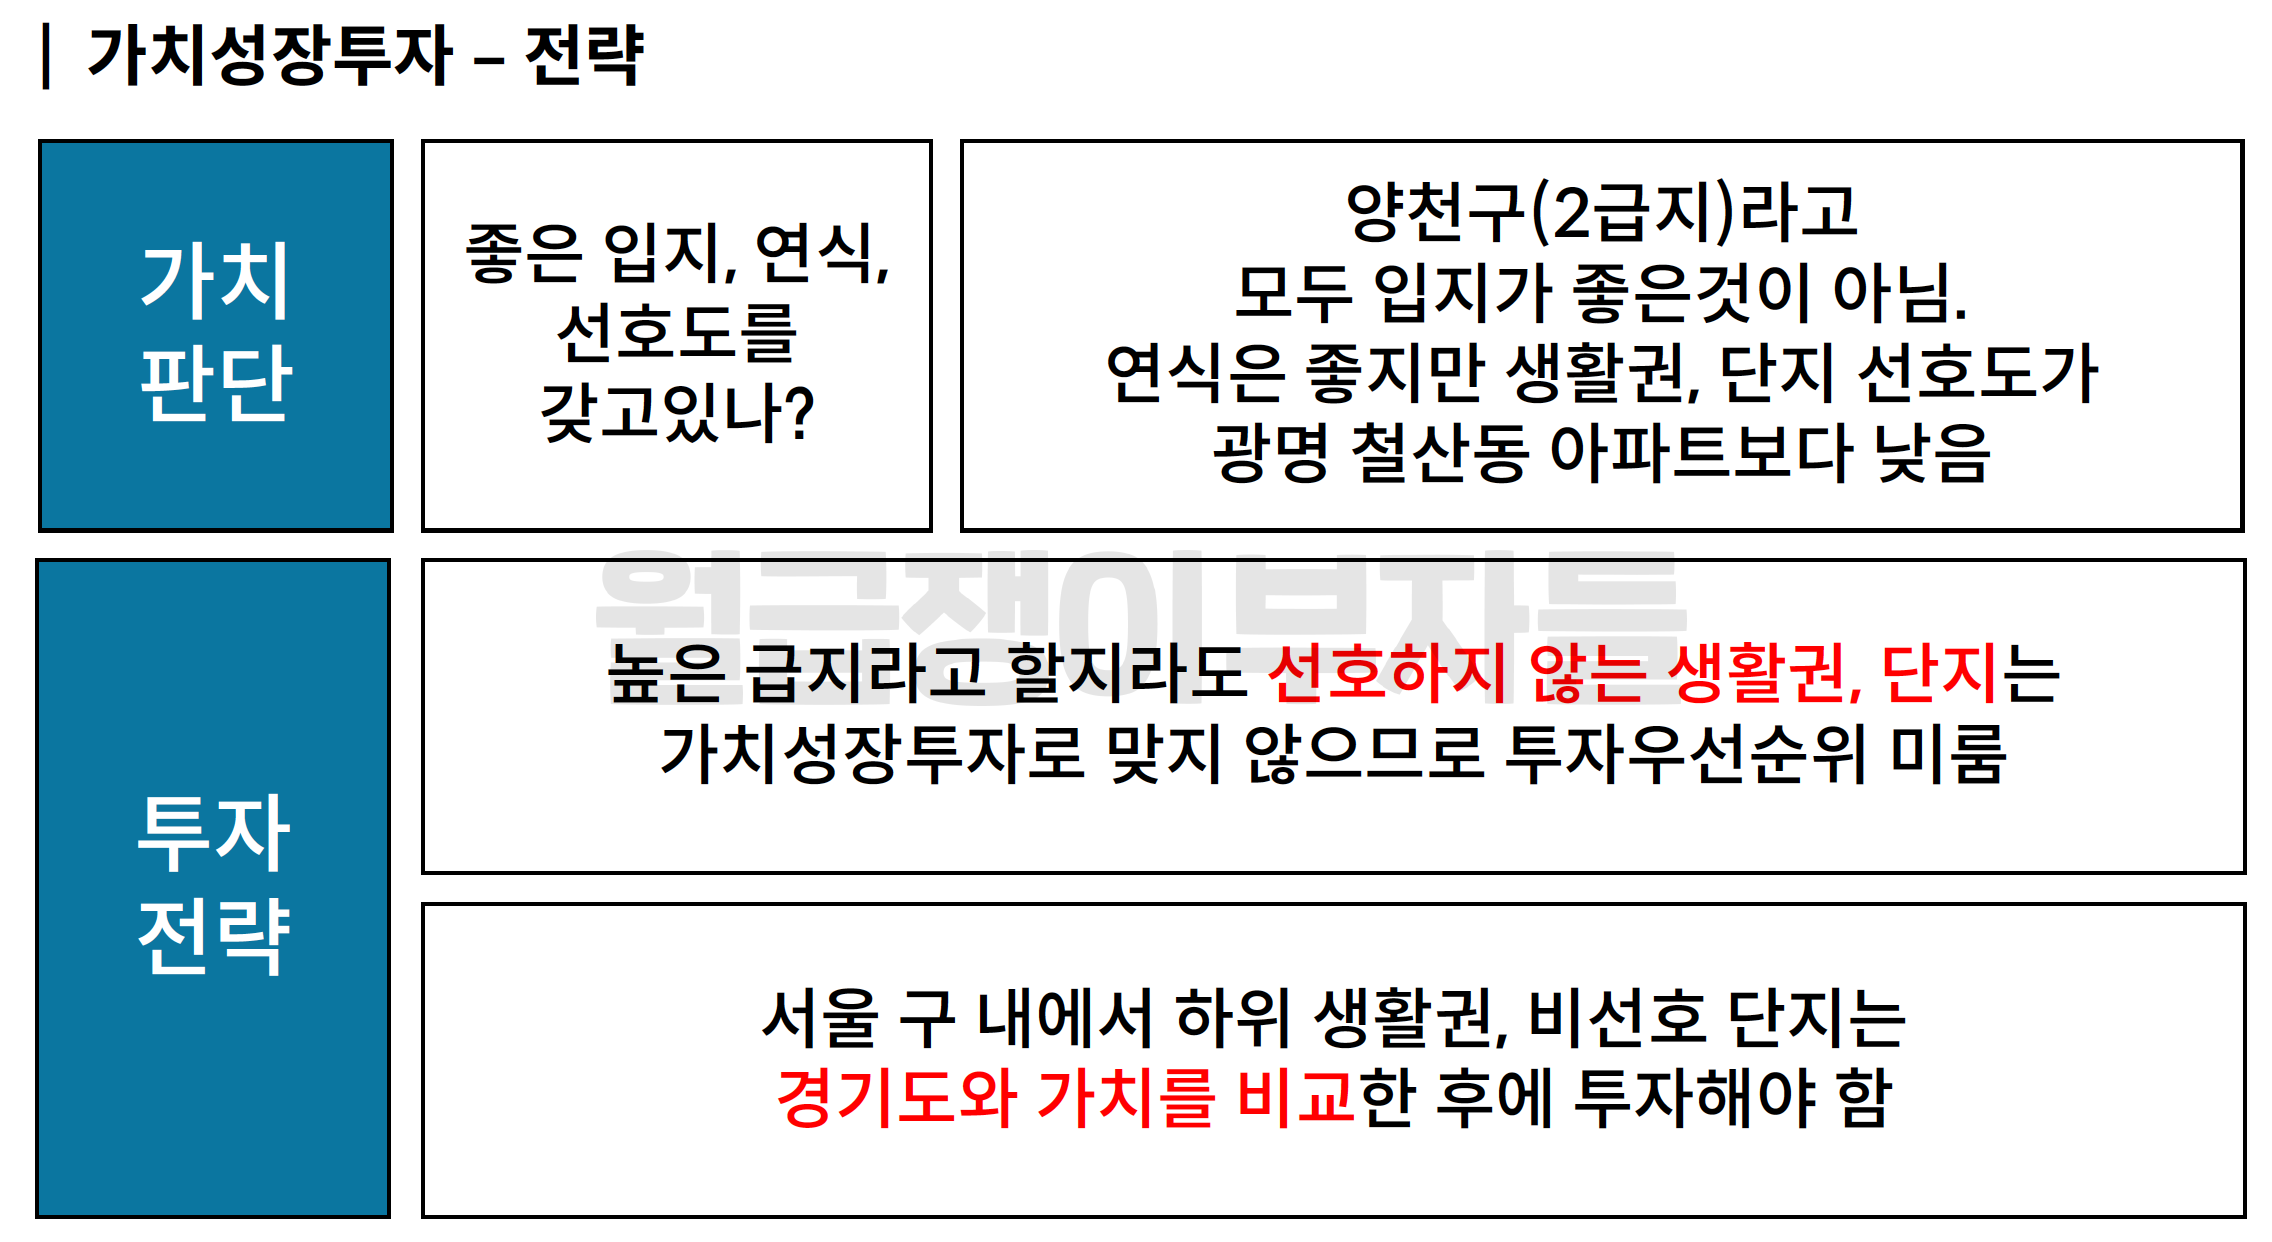 | 가치성장투자 – 전략
가치
판단
좋은 입지, 연식,
선호도를
갖고있나?
양천구(2급지)라고
모두 입지가 좋은것이 아님.
연식은 좋지만 생활권, 단지 선호도가
광명 철산동 아파트보다 낮음
월급쟁이부자들
투자
전략
높은 급지라고 할지라도 선호하지 않는 생활권, 단지는
가치성장투자로 맞지 않으므로 투자우선순위 미룸
서울 구 내에서 하위 생활권, 비선호 단지는
경기도와 가치를 비교한 후에 투자해야 함